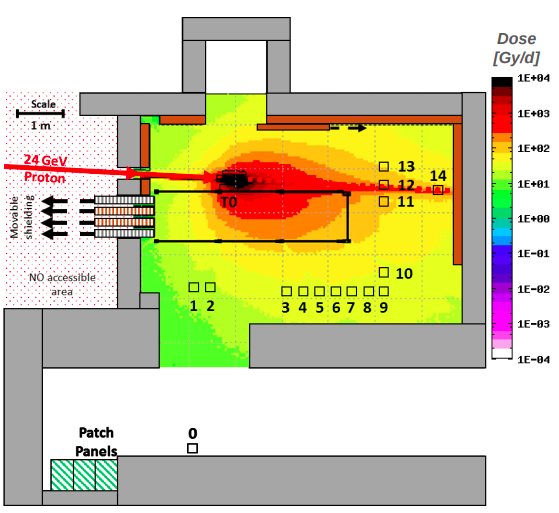 Dose
[Gy/d]
1E+04
1E+03
1E+02
1E+01
1E+00
1E-01
1E-02
1E-03
1E-04
Scale
1 m
24 GeV
Proton
T0
Movable
shielding
NO accessible
area
13
12
14
11
10
1 2
3 4 5 6 7 8 9
Patch
Panels
0